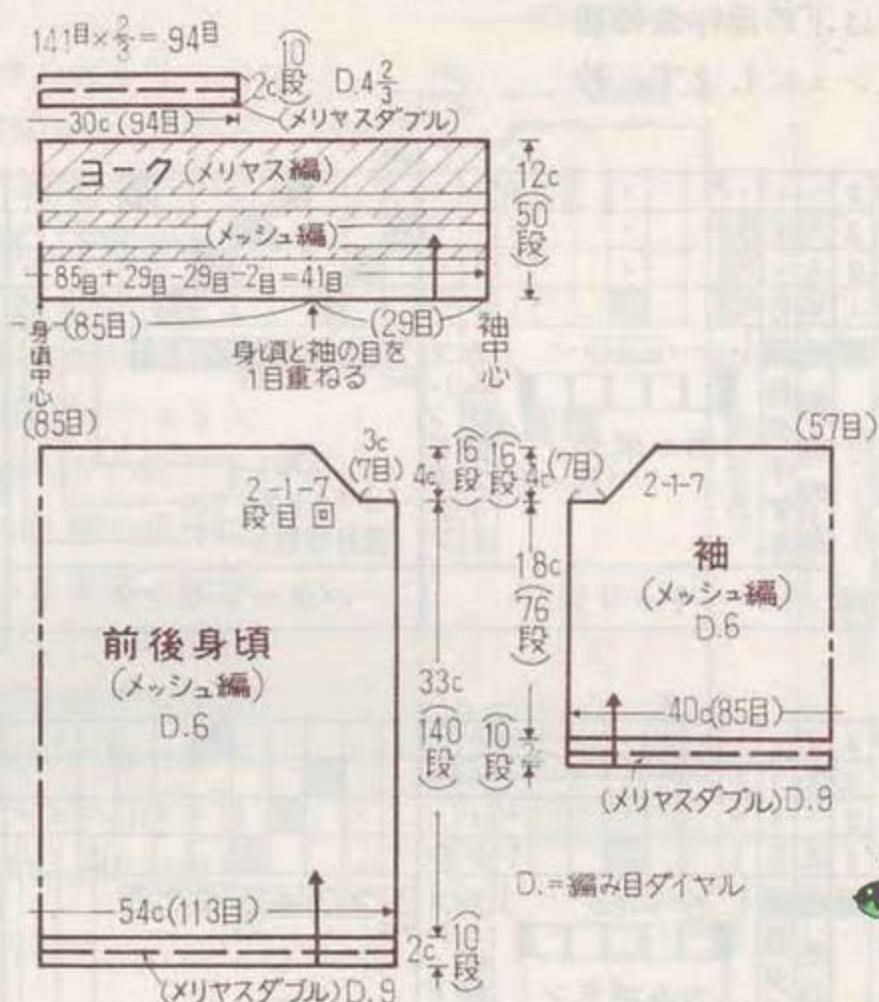 141目×2/3=94目
2c(10段) D.4 2/3
30c(94目)
(メリヤスダブル)
ヨーク(メリヤス編)
(メッシュ編)
85目+29目-29目-2目=41目
12c(50段)
(85目)
(29目)
身頃中心
身頃と袖の目を
1目重ねる
袖中心
(85目)
3c
(7目)
4c(16段)
2-1-7
段目回
前後身頃
(メッシュ編)
D.6
33c(140段)
54c(113目)
2c(10段)
(メリヤスダブル)D.9
(57目)
(16段)4c
(7目)
2-1-7
18c(76段)
袖
(メッシュ編)
D.6
40c(85目)
(10段)2c
(メリヤスダブル)D.9
D.=編み目ダイヤル